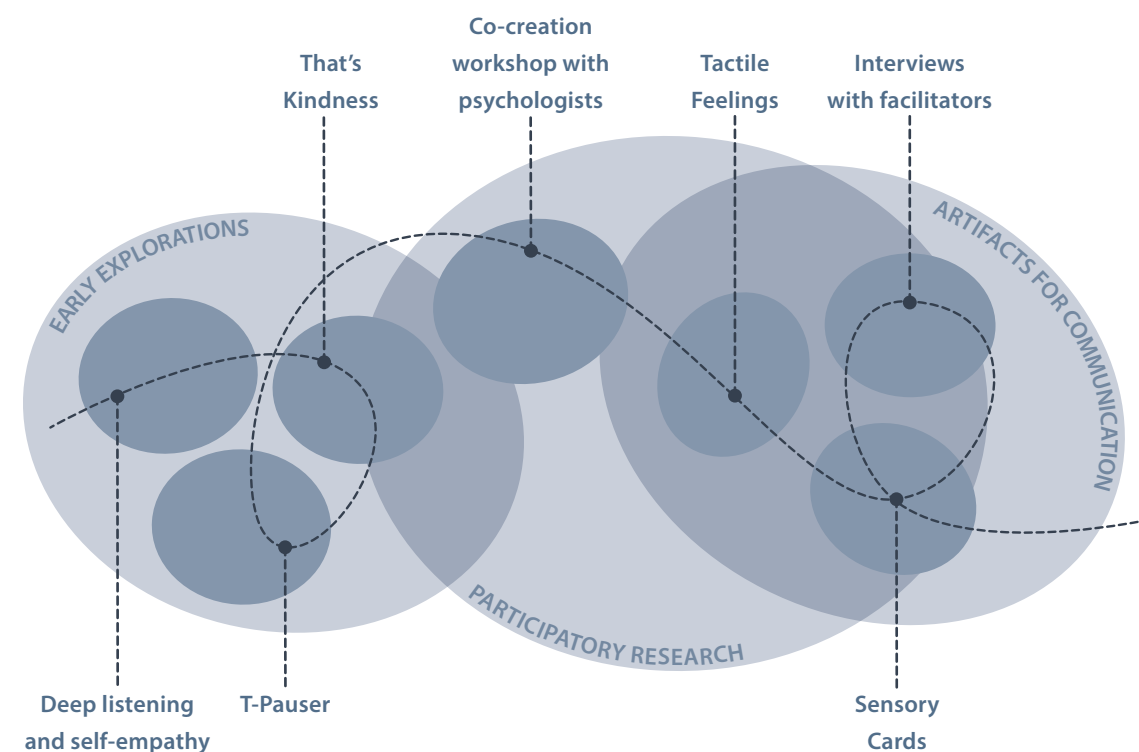 Co-creation
workshop with
psychologists
That’s
Kindness
Tactile
Feelings
Interviews
with facilitators
EARLY EXPLORATIONS
ARTIFACTS FOR COMMUNICATION
PARTICIPATORY RESEARCH
Deep listening
and self-empathy
T-Pauser
Sensory
Cards